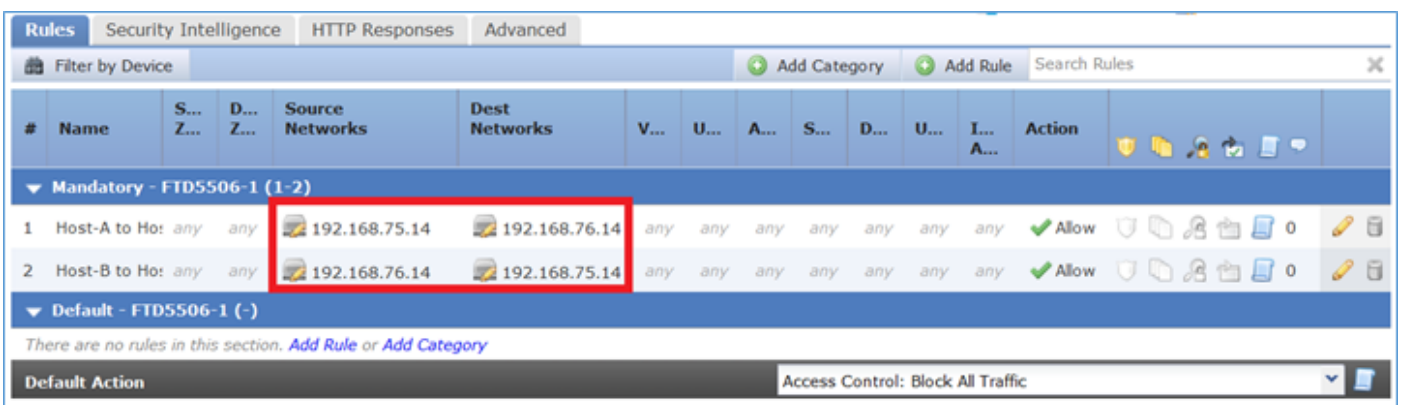 Rules Security Intelligence HTTP Responses Advanced
Filter by Device Add Category Add Rule Search Rules
# Name S... Z... D... Z... Source Networks Dest Networks V... U... A... S... D... U... I... A... Action
Mandatory - FTD5506-1 (1-2)
1 Host-A to Hos any any 192.168.75.14 192.168.76.14 any any any any any any any Allow 0
2 Host-B to Hos any any 192.168.76.14 192.168.75.14 any any any any any any any Allow 0
Default - FTD5506-1 (-)
There are no rules in this section. Add Rule or Add Category
Default Action Access Control: Block All Traffic